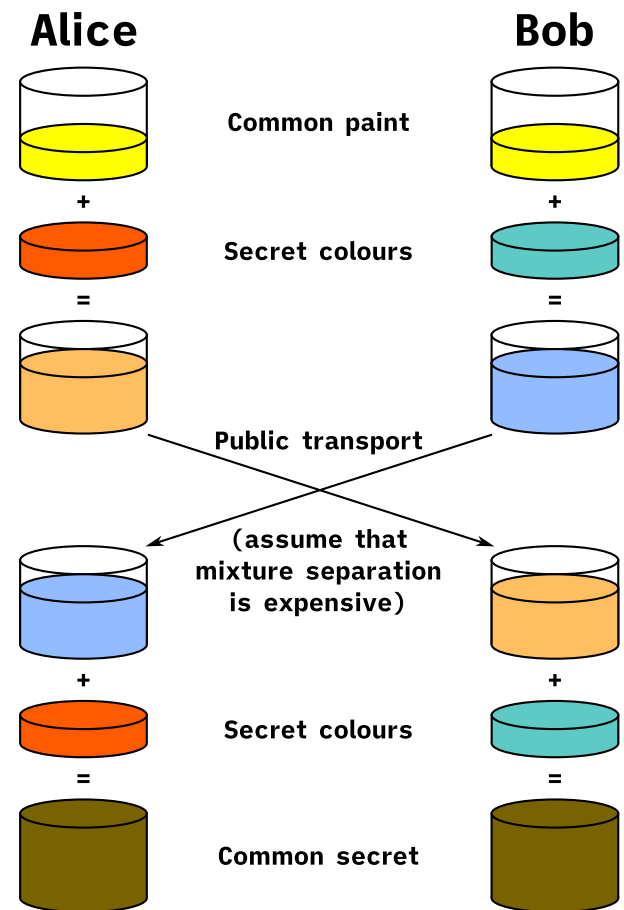 Alice Bob
Common paint
+ +
Secret colours
= =
Public transport
(assume that
mixture separation
is expensive)
+ +
Secret colours
= =
Common secret